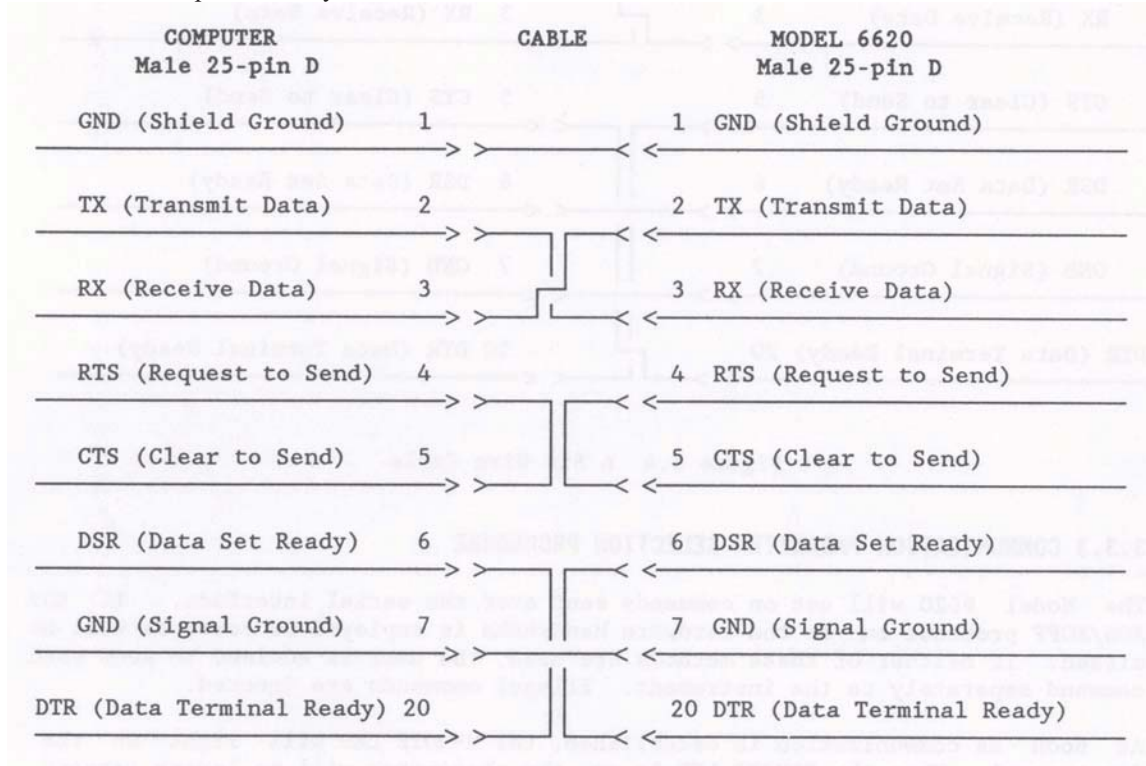 COMPUTER CABLE MODEL 6620
Male 25-pin D Male 25-pin D
GND (Shield Ground) 1 1 GND (Shield Ground)
TX (Transmit Data) 2 2 TX (Transmit Data)
RX (Receive Data) 3 3 RX (Receive Data)
RTS (Request to Send) 4 4 RTS (Request to Send)
CTS (Clear to Send) 5 5 CTS (Clear to Send)
DSR (Data Set Ready) 6 6 DSR (Data Set Ready)
GND (Signal Ground) 7 7 GND (Signal Ground)
DTR (Data Terminal Ready) 20 20 DTR (Data Terminal Ready)